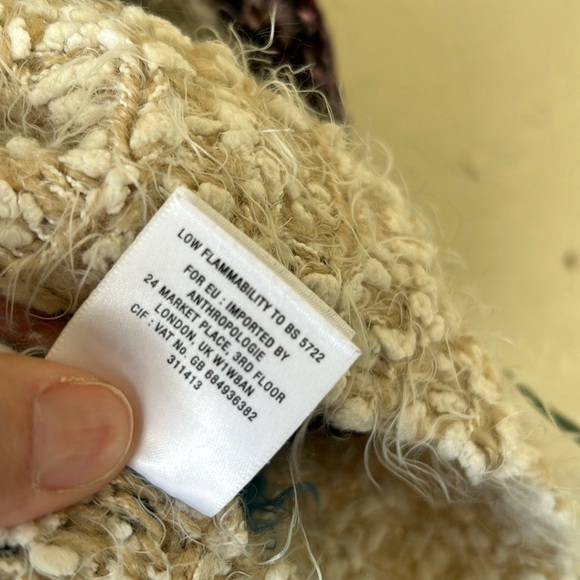 LOW FLAMMABILITY TO BS 5722
FOR EU : IMPORTED BY
ANTHROPOLOGIE
24 MARKET PLACE, 3RD FLOOR
LONDON, UK W1W8AN
CIF : VAT No. GB 684936382
311413